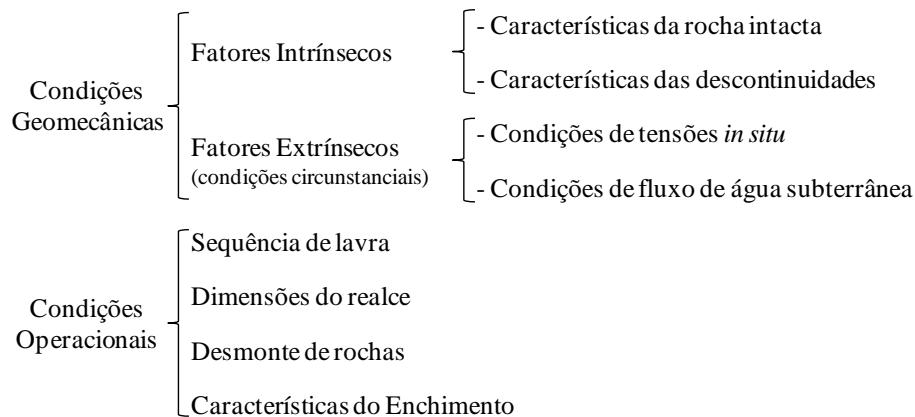 Condições
Geomecânicas
Fatores Intrínsecos
- Características da rocha intacta
- Características das descontinuidades
Fatores Extrínsecos
(condições circunstanciais)
- Condições de tensões in situ
- Condições de fluxo de água subterrânea
Condições
Operacionais
Sequência de lavra
Dimensões do realce
Desmonte de rochas
Características do Enchimento